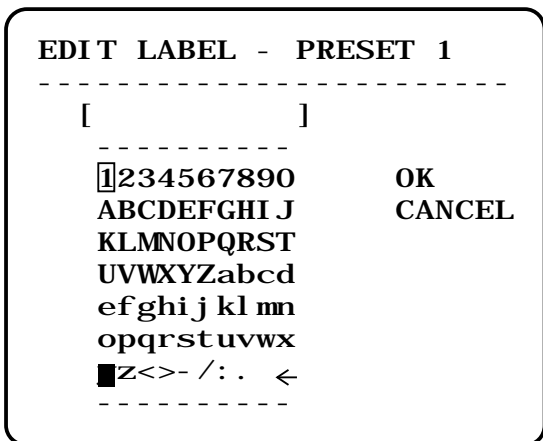 EDIT LABEL - PRESET 1
------------------------
[          ]
----------
1234567890 OK
ABCDEFGHIJ CANCEL
KLMNOPQRST
UVWXYZabcd
efghijklmn
opqrstuvwx
z<>-/:. ←
----------